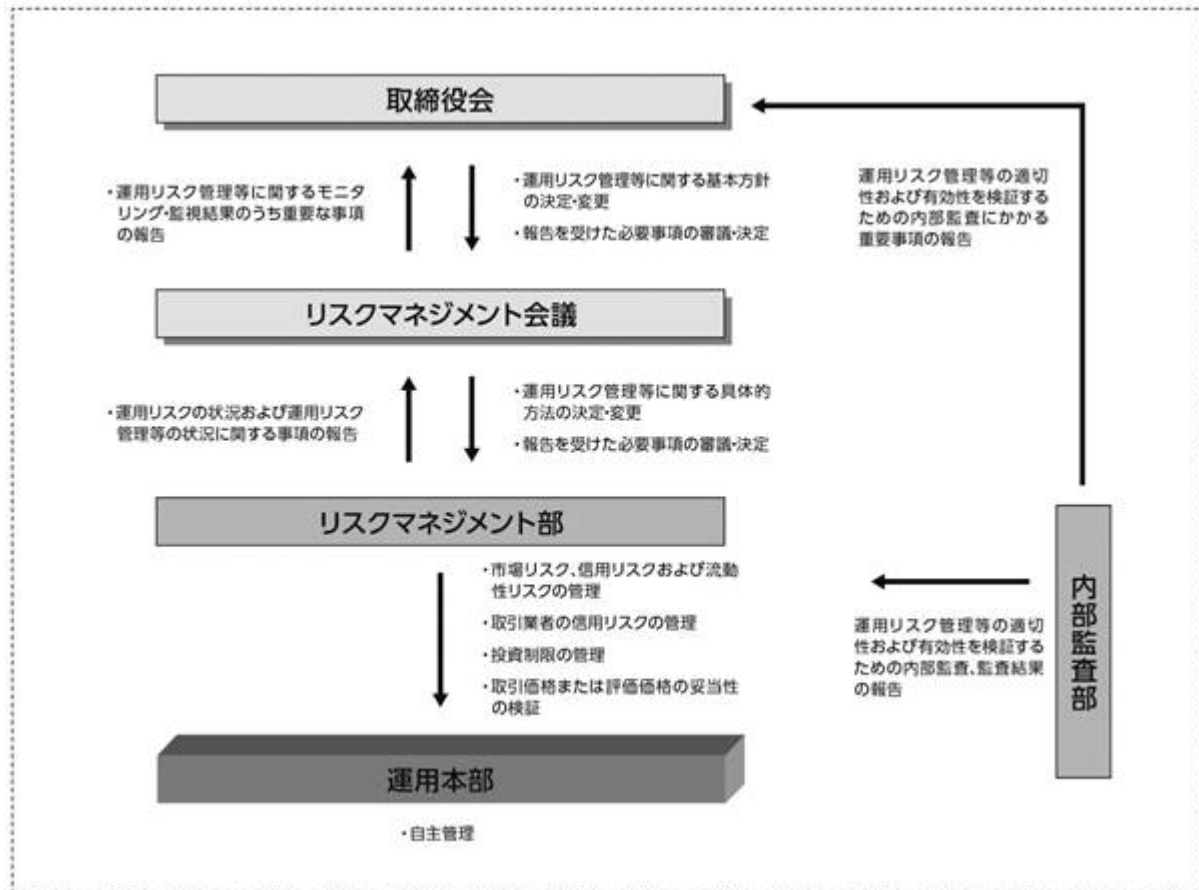 取締役会
・運用リスク管理等に関するモニタ
リング・監視結果のうち重要な事項
の報告
・運用リスク管理等に関する基本方針
の決定・変更
・報告を受けた必要事項の審議・決定
運用リスク管理等の適切
性および有効性を検証す
るための内部監査にかかる
重要事項の報告
リスクマネジメント会議
・運用リスクの状況および運用リスク
管理等の状況に関する事項の報告
・運用リスク管理等に関する具体的
方法の決定・変更
・報告を受けた必要事項の審議・決定
リスクマネジメント部
・市場リスク、信用リスクおよび流動
性リスクの管理
・取引業者の信用リスクの管理
・投資制限の管理
・取引価格または評価価格の妥当性
の検証
運用リスク管理等の適切
性および有効性を検証する
ための内部監査、監査結果
の報告
内部監査部
運用本部
・自主管理